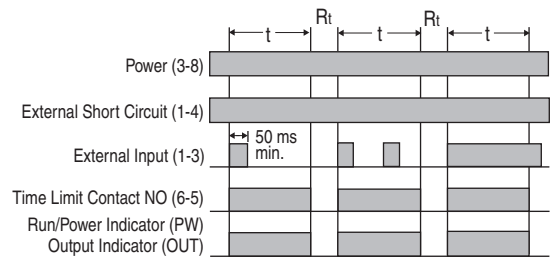 Rt Rt
t t t
Power (3-8)
External Short Circuit (1-4)
50 ms
External Input (1-3) min.
Time Limit Contact NO (6-5)
Run/Power Indicator (PW)
Output Indicator (OUT)